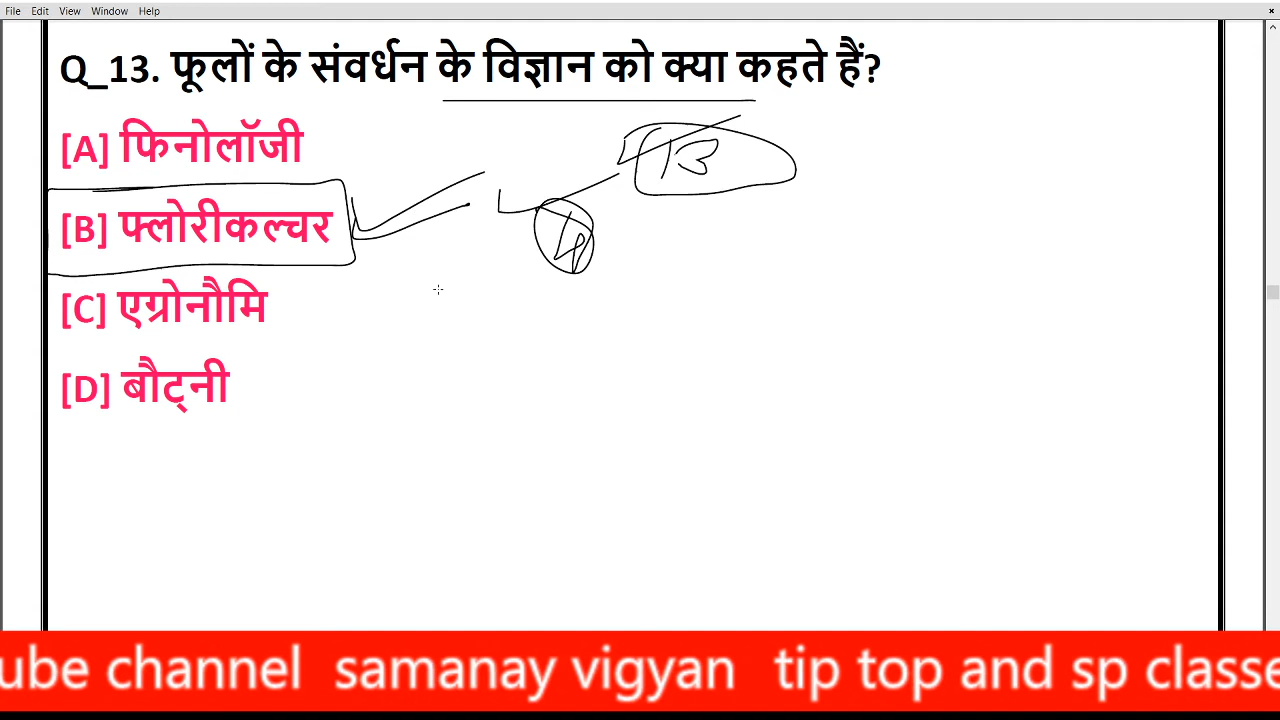 File Edit View Window Help
Q_13. फूलों के संवर्धन के विज्ञान को क्या कहते हैं?
[A] फिनोलॉजी
13
[B] फ्लोरीकल्चर
[C] एग्रोनौमि
[D] बौट्नी
ube channel samanay vigyan tip top and sp classe